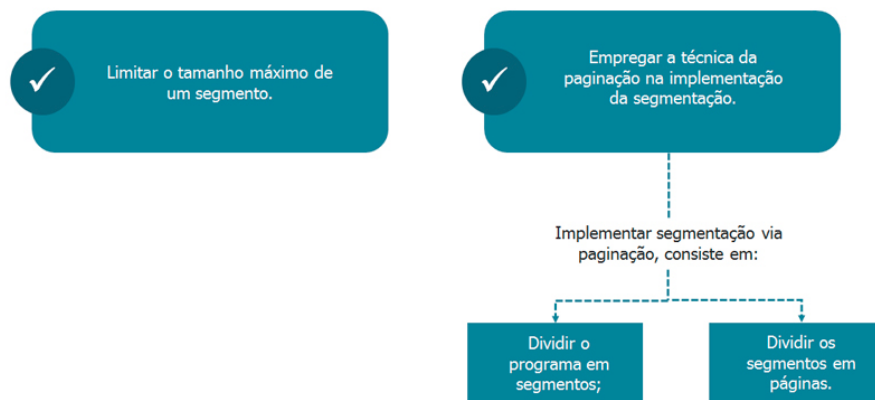 Limitar o tamanho máximo de
um segmento.
Empregar a técnica da
paginação na implementação
da segmentação.
Implementar segmentação via
paginação, consiste em:
Dividir o
programa em
segmentos;
Dividir os
segmentos em
páginas.